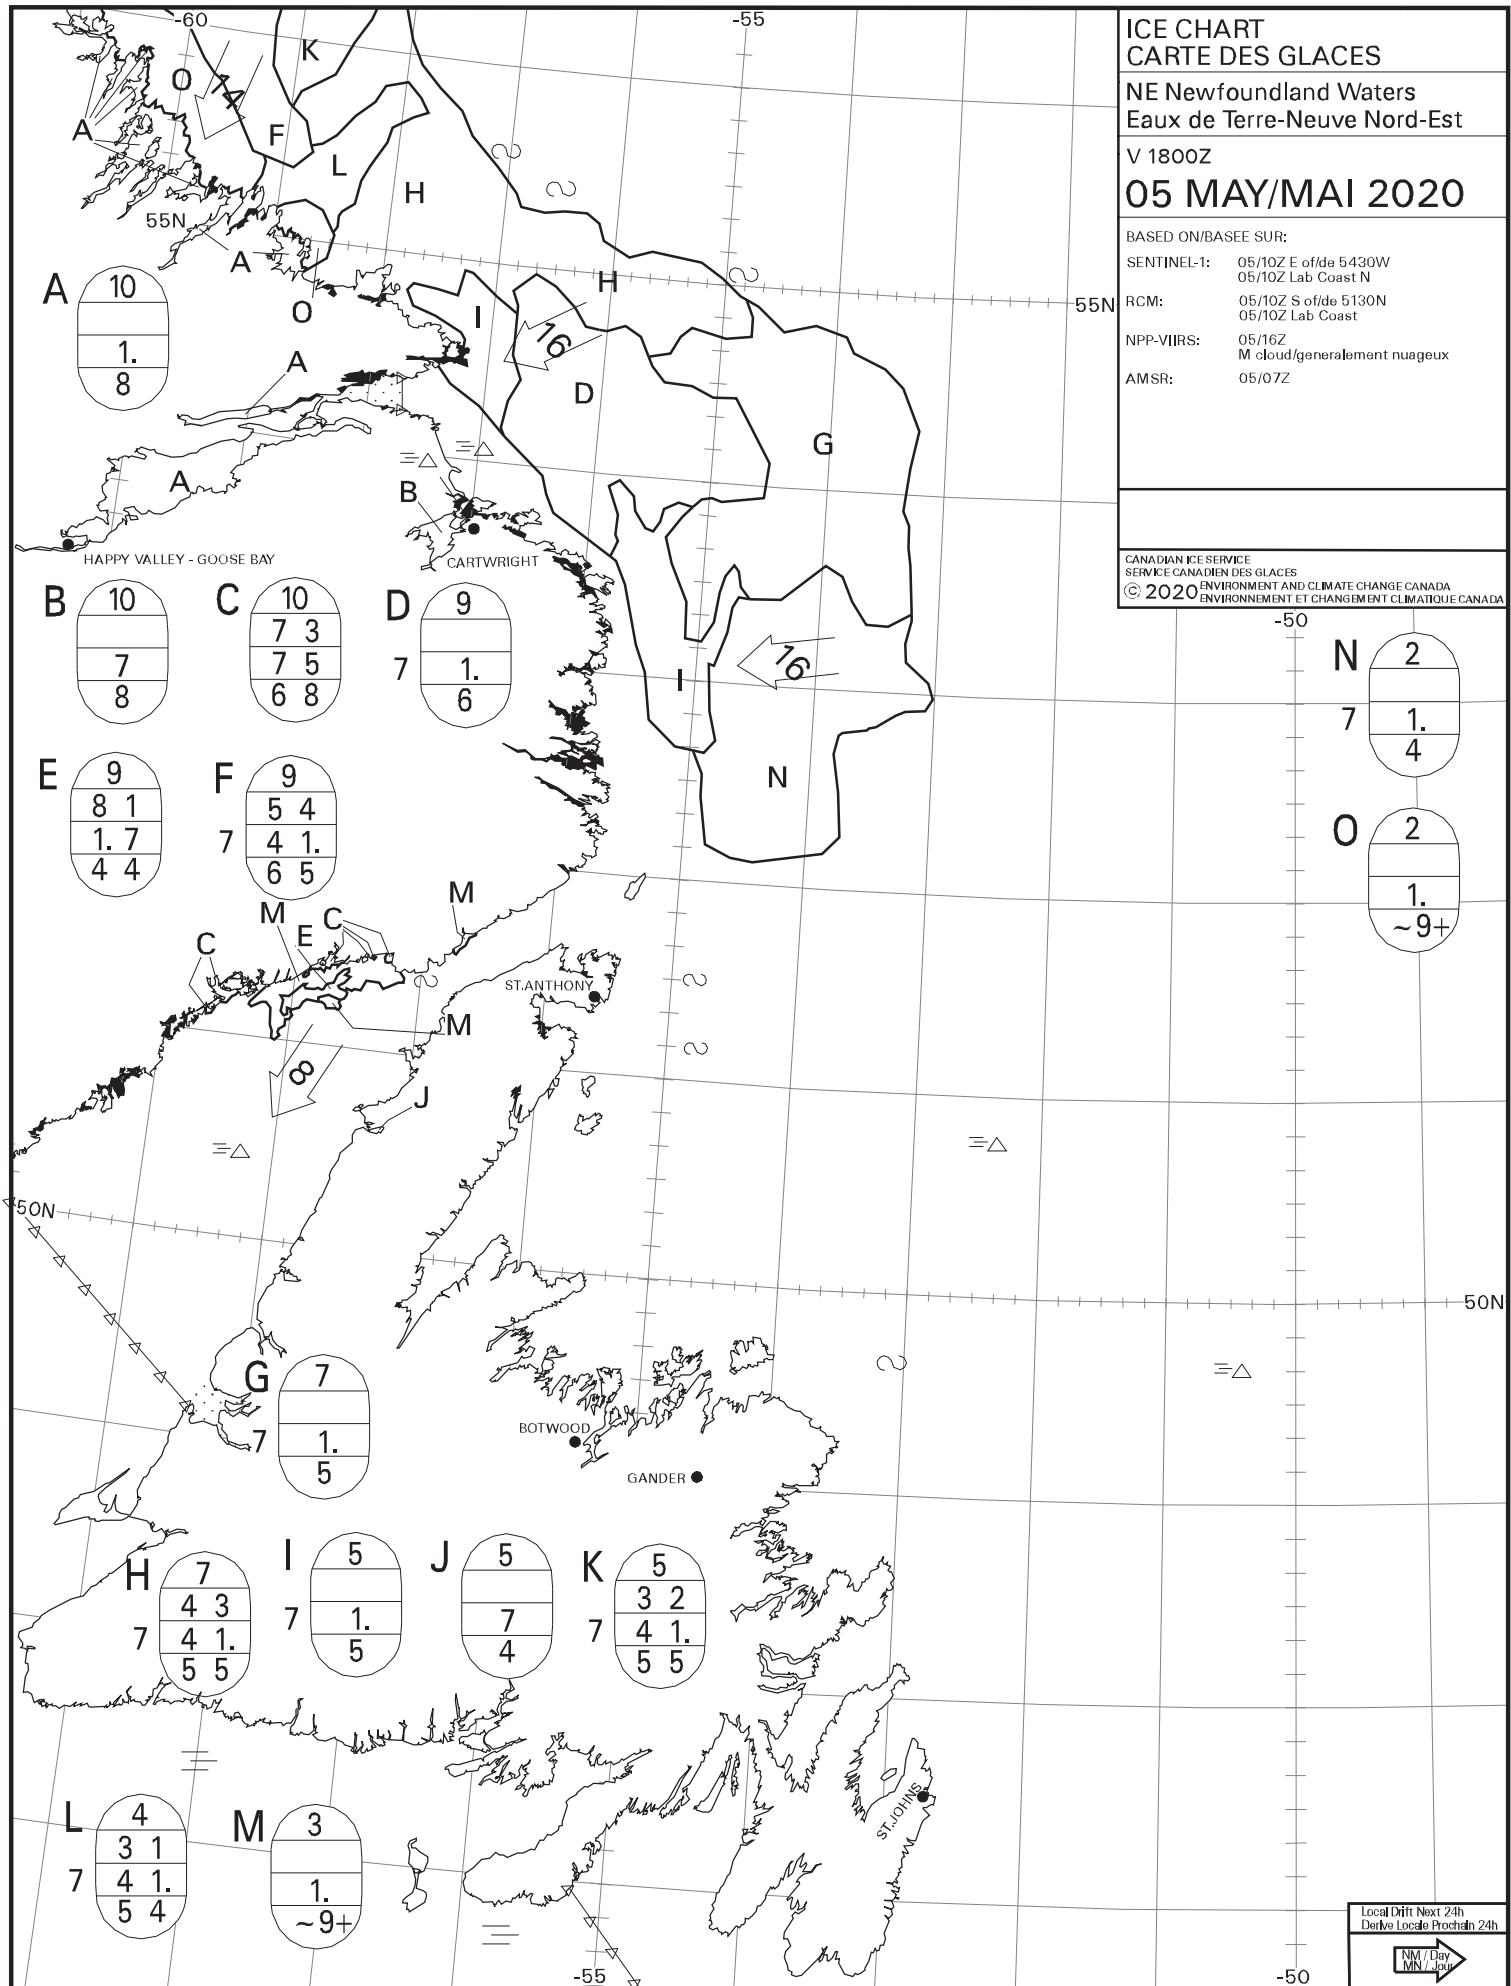 -60
-55
ICE CHART
CARTE DES GLACES
NE Newfoundland Waters
Eaux de Terre-Neuve Nord-Est
V 1800Z
05 MAY/MAI 2020
BASED ON/BASEE SUR:
SENTINEL-1: 05/10Z E of/de 5430W
05/10Z Lab Coast N
RCM: 05/10Z S of/de 5130N
05/10Z Lab Coast
NPP-VIIRS: 05/16Z
M cloud/generalement nuageux
AMSR: 05/07Z
CANADIAN ICE SERVICE
SERVICE CANADIEN DES GLACES
© 2020 ENVIRONMENT AND CLIMATE CHANGE CANADA
ENVIRONNEMENT ET CHANGEMENT CLIMATIQUE CANADA
K
O
14
A
F
L
H
55N
A
O
H
55N
I
16
A
D
G
A
B
HAPPY VALLEY - GOOSE BAY
CARTWRIGHT
A
10
1.
8
B
10
7
8
C
10
7 3
7 5
6 8
D
9
7 1.
6
-50
I
16
N
N
2
7 1.
4
E
9
8 1
1. 7
4 4
F
9
5 4
7 4 1.
6 5
O
2
1.
~9+
M
M
C
E
C
ST.ANTHONY
M
8
J
50N
50N
G
7
7 1.
5
BOTWOOD
GANDER
H
7
4 3
7 4 1.
5 5
I
5
7 1.
5
J
5
7
4
K
5
3 2
7 4 1.
5 5
ST.JOHNS
L
4
3 1
7 4 1.
5 4
M
3
1.
~9+
Local Drift Next 24h
Derive Locale Prochain 24h
NM / Day
MN / Jour
-55
-50